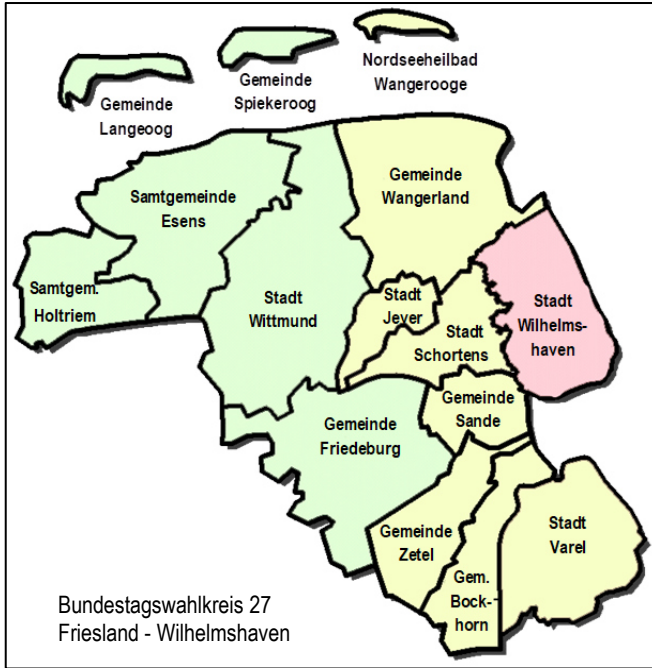 Nordseeheilbad
Wangerooge
Gemeinde
Spiekeroog
Gemeinde
Langeoog
Gemeinde
Wangerland
Samtgemeinde
Esens
Samtgem.
Holtriem
Stadt
Wittmund
Stadt
Jever
Stadt
Schortens
Stadt
Wilhelms-
haven
Gemeinde
Sande
Gemeinde
Friedeburg
Gemeinde
Zetel
Gem.
Bock-
horn
Stadt
Varel
Bundestagswahlkreis 27
Friesland - Wilhelmshaven